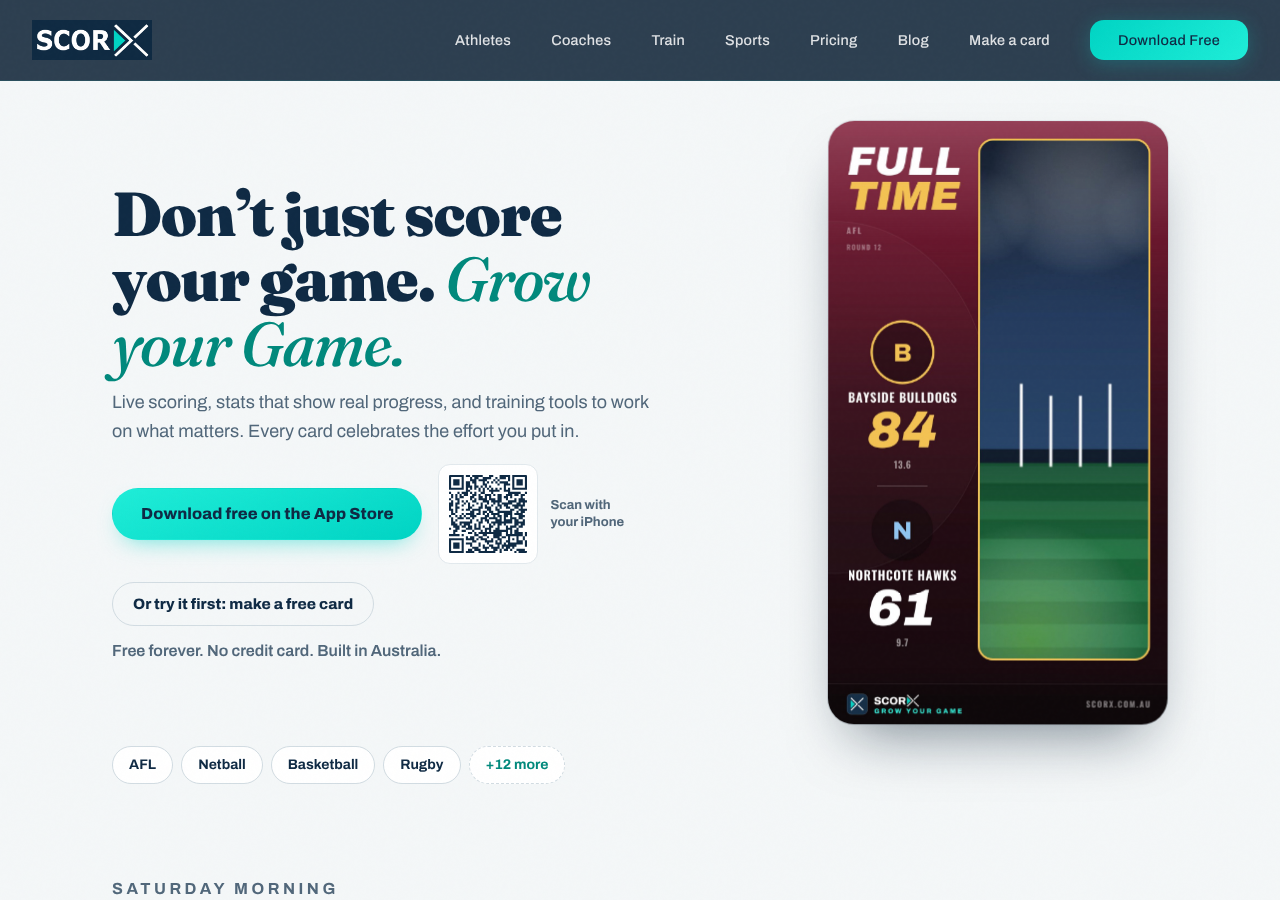 SCORX
Athletes
Coaches
Train
Sports
Pricing
Blog
Make a card
Download Free
Don’t just score
your game. Grow
your Game.
Live scoring, stats that show real progress, and training tools to work
on what matters. Every card celebrates the effort you put in.
Download free on the App Store
Scan with
your iPhone
Or try it first: make a free card
Free forever. No credit card. Built in Australia.
AFL
Netball
Basketball
Rugby
+12 more
SATURDAY MORNING
FULL
TIME
AFL
ROUND 12
B
BAYSIDE BULLDOGS
84
13.6
N
NORTHCOTE HAWKS
61
9.7
SCORX
GROW YOUR GAME
SCORX.COM.AU